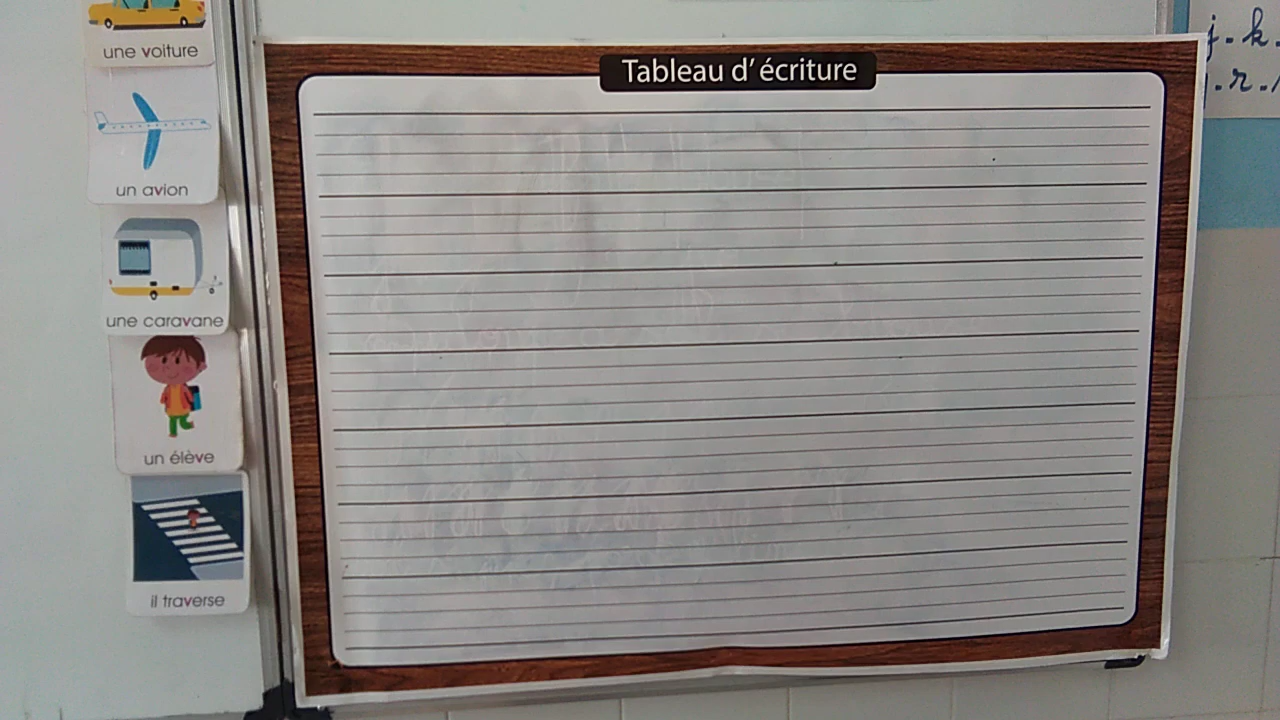 une voiture
un avion
une caravane
un élève
il traverse
Tableau d'écriture
j. k.
. r.